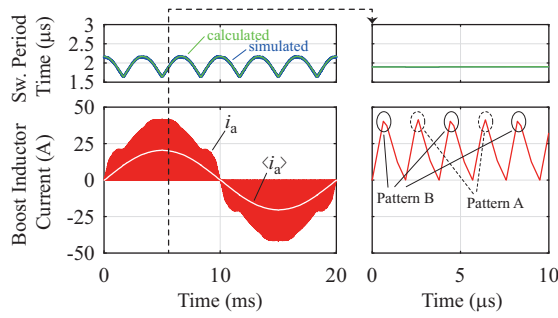 Sw. Period
Time (μs)
3
2.5
2
1.5
1
calculated
simulated
Boost Inductor
Current (A)
50
25
0
-25
-50
i_a
⟨i_a⟩
Pattern B
Pattern A
0
10
20
0
5
10
Time (ms)
Time (μs)